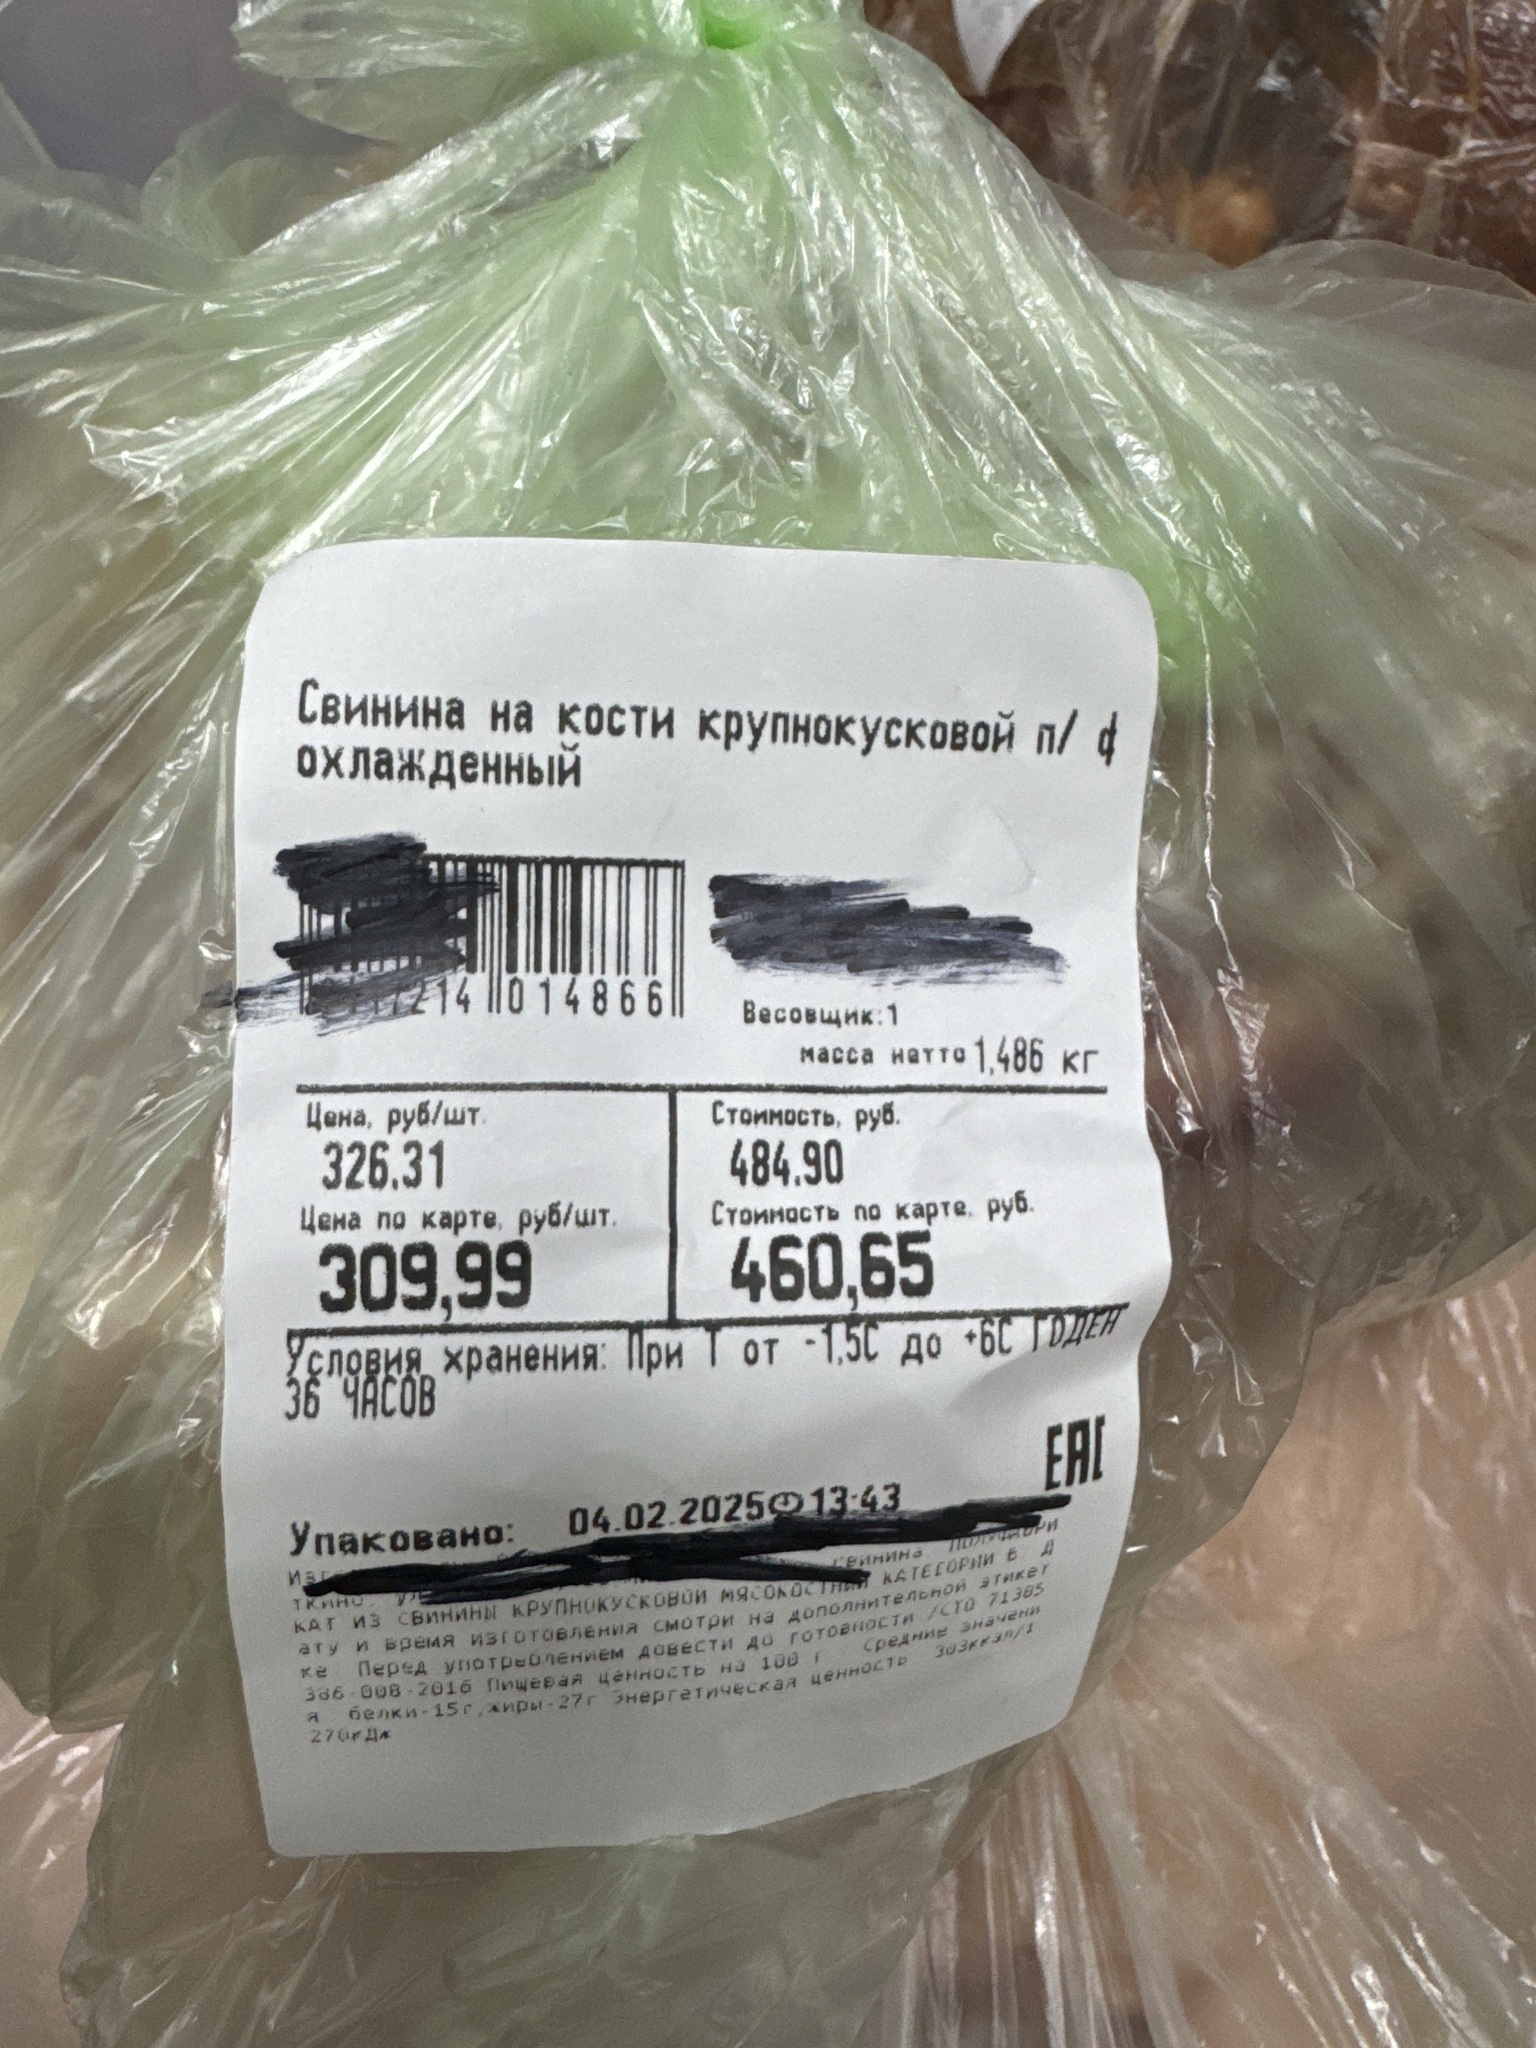 Свинина на кости крупнокусковой п/ ф
охлажденный
214 014866
Весовщик:1
масса нетто 1,486 кг
Цена, руб/шт.
326.31
Стоимость, руб.
484.90
Цена по карте, руб/шт.
309,99
Стоимость по карте, руб.
460,65
Условия хранения: При Т от -1,5С до +6С ГОДЕН
36 ЧАСОВ
ЕАС
Упаковано: 04.02.2025 13:43
свинина ПОЛУФАБРИ
КАТ ИЗ СВИНИНЫ КРУПНОКУСКОВОЙ МЯСОКОСТНЫЙ КАТЕГОРИИ Б Д
ату и время изготовления смотри на дополнительной этикет
ке Перед употреблением довести до готовности /СТО 71385
386-008-2016 Пищевая ценность на 100 г Средние значени
я белки-15г,жиры-27г Энергетическая ценность 303ккал/1
270кДж